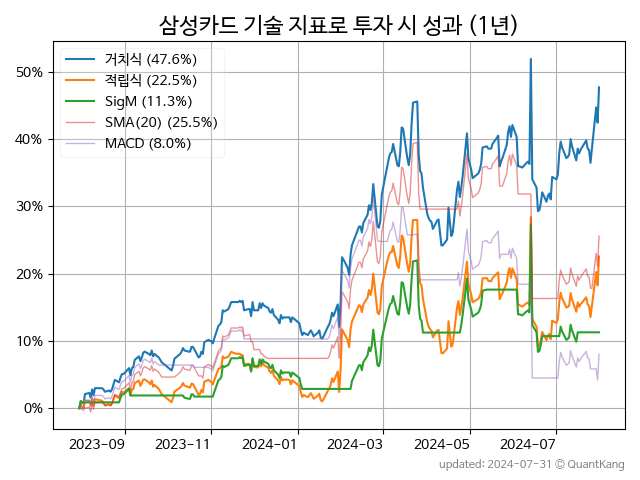 삼성카드 기술 지표로 투자 시 성과 (1년)
거치식 (47.6%)
적립식 (22.5%)
SigM (11.3%)
SMA(20) (25.5%)
MACD (8.0%)
50%
40%
30%
20%
10%
0%
2023-09 2023-11 2024-01 2024-03 2024-05 2024-07
updated: 2024-07-31 © QuantKang